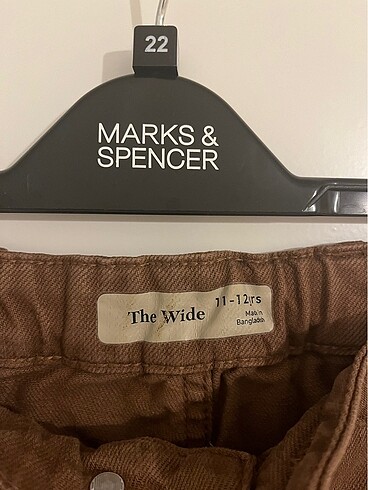 22
MARKS &
SPENCER
The Wide
11-12yrs
Made in
Bangladesh